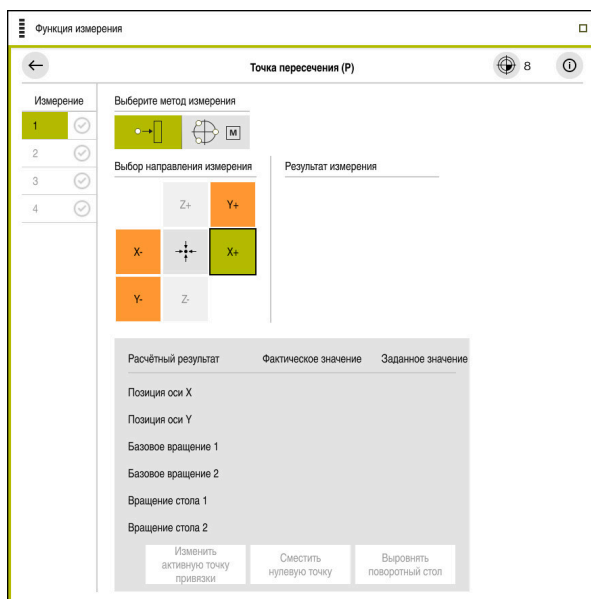 Функция измерения
Точка пересечения (P)
8
Измерение
1
2
3
4
Выберите метод измерения
M
Выбор направления измерения
Результат измерения
Z+
Y+
X-
X+
Y-
Z-
Расчётный результат Фактическое значение Заданное значение
Позиция оси X
Позиция оси Y
Базовое вращение 1
Базовое вращение 2
Вращение стола 1
Вращение стола 2
Изменить
активную точку
привязки
Сместить
нулевую точку
Выровнять
поворотный стол